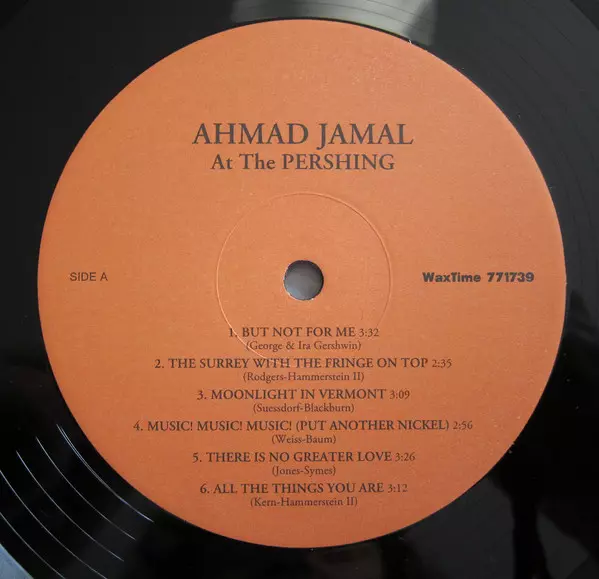 AHMAD JAMAL
At The PERSHING
SIDE A
WaxTime 771739
1. BUT NOT FOR ME 3:32
(George & Ira Gershwin)
2. THE SURREY WITH THE FRINGE ON TOP 2:35
(Rodgers-Hammerstein II)
3. MOONLIGHT IN VERMONT 3:09
(Suessdorf-Blackburn)
4. MUSIC! MUSIC! MUSIC! (PUT ANOTHER NICKEL) 2:56
(Weiss-Baum)
5. THERE IS NO GREATER LOVE 3:26
(Jones-Symes)
6. ALL THE THINGS YOU ARE 3:12
(Kern-Hammerstein II)